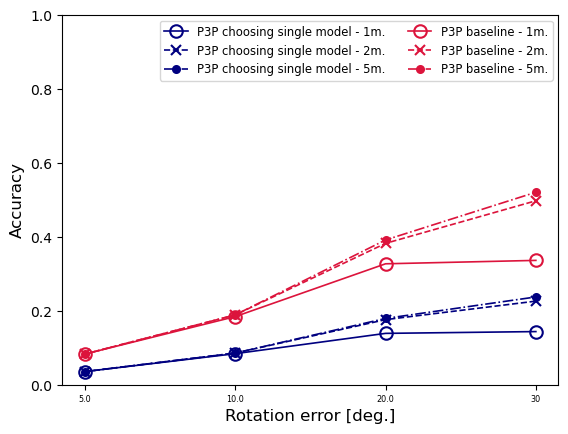 P3P choosing single model - 1m.
P3P choosing single model - 2m.
P3P choosing single model - 5m.
P3P baseline - 1m.
P3P baseline - 2m.
P3P baseline - 5m.
1.0
0.8
0.6
0.4
0.2
0.0
Accuracy
5.0 10.0 20.0 30
Rotation error [deg.]